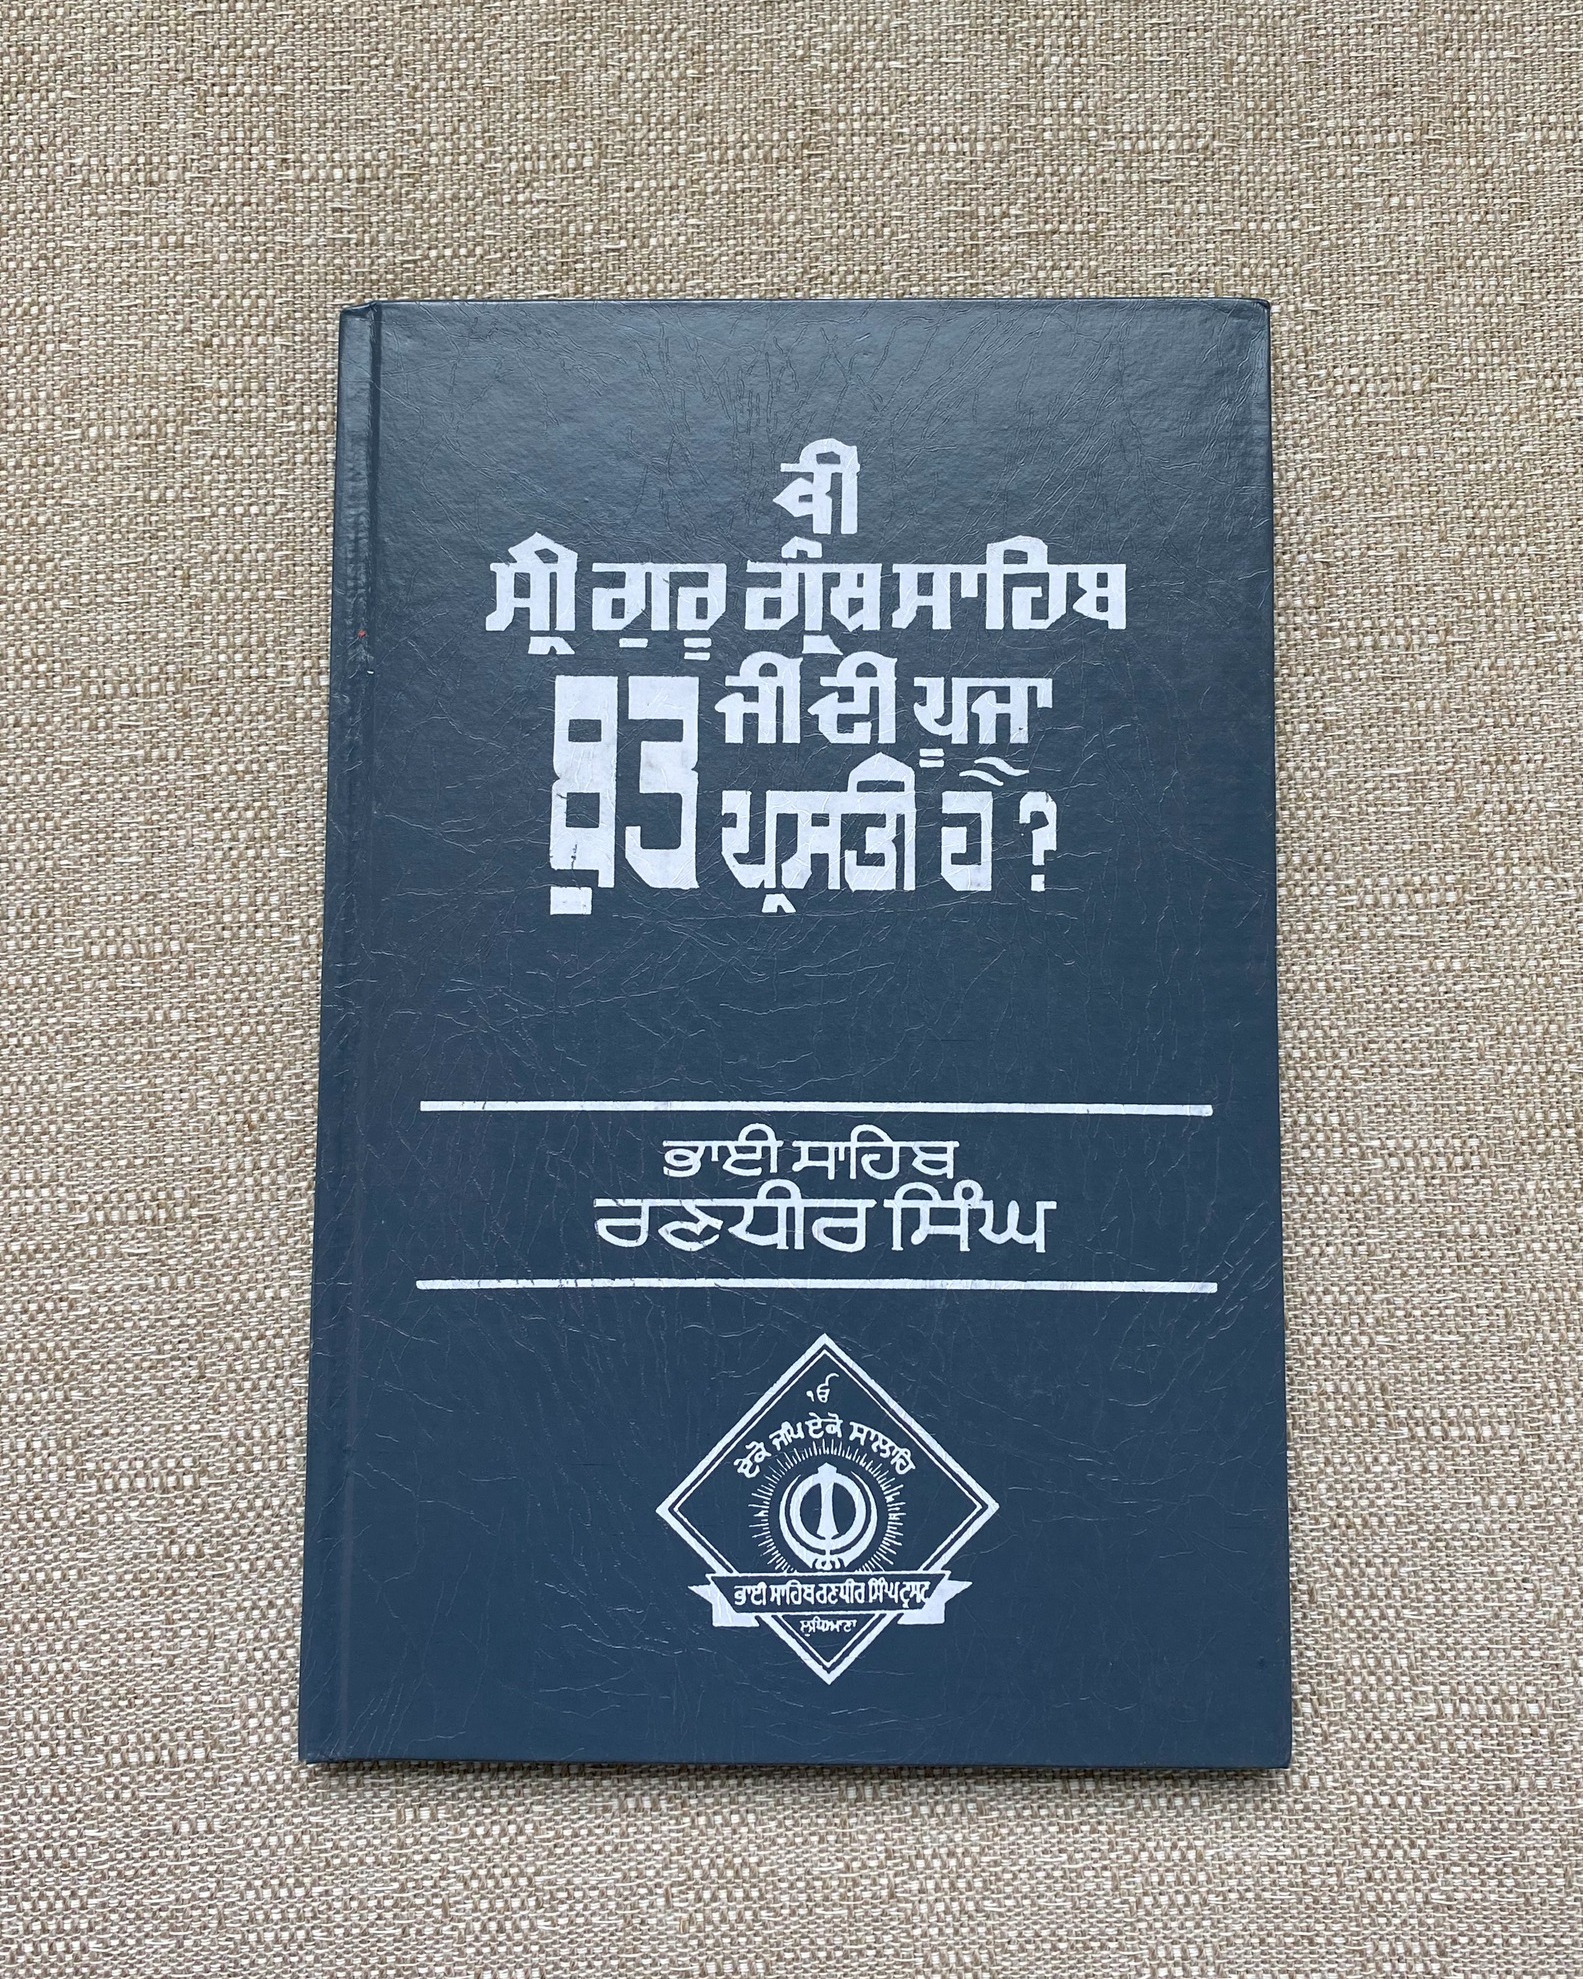 ਕੀ
ਸ੍ਰੀ ਗੁਰੂ ਗ੍ਰੰਥ ਸਾਹਿਬ
ਜੀ ਦੀ ਪੂਜਾ
ਬੁਤ ਪ੍ਰਸਤੀ ਹੈ ?
ਭਾਈ ਸਾਹਿਬ
ਰਣਧੀਰ ਸਿੰਘ
ੴ
ਏਕੋ ਜਪਿ ਏਕੋ ਸਾਲਾਹਿ
ਭਾਈ ਸਾਹਿਬ ਰਣਧੀਰ ਸਿੰਘ ਟ੍ਰਸਟ
ਲੁਧਿਆਣਾ